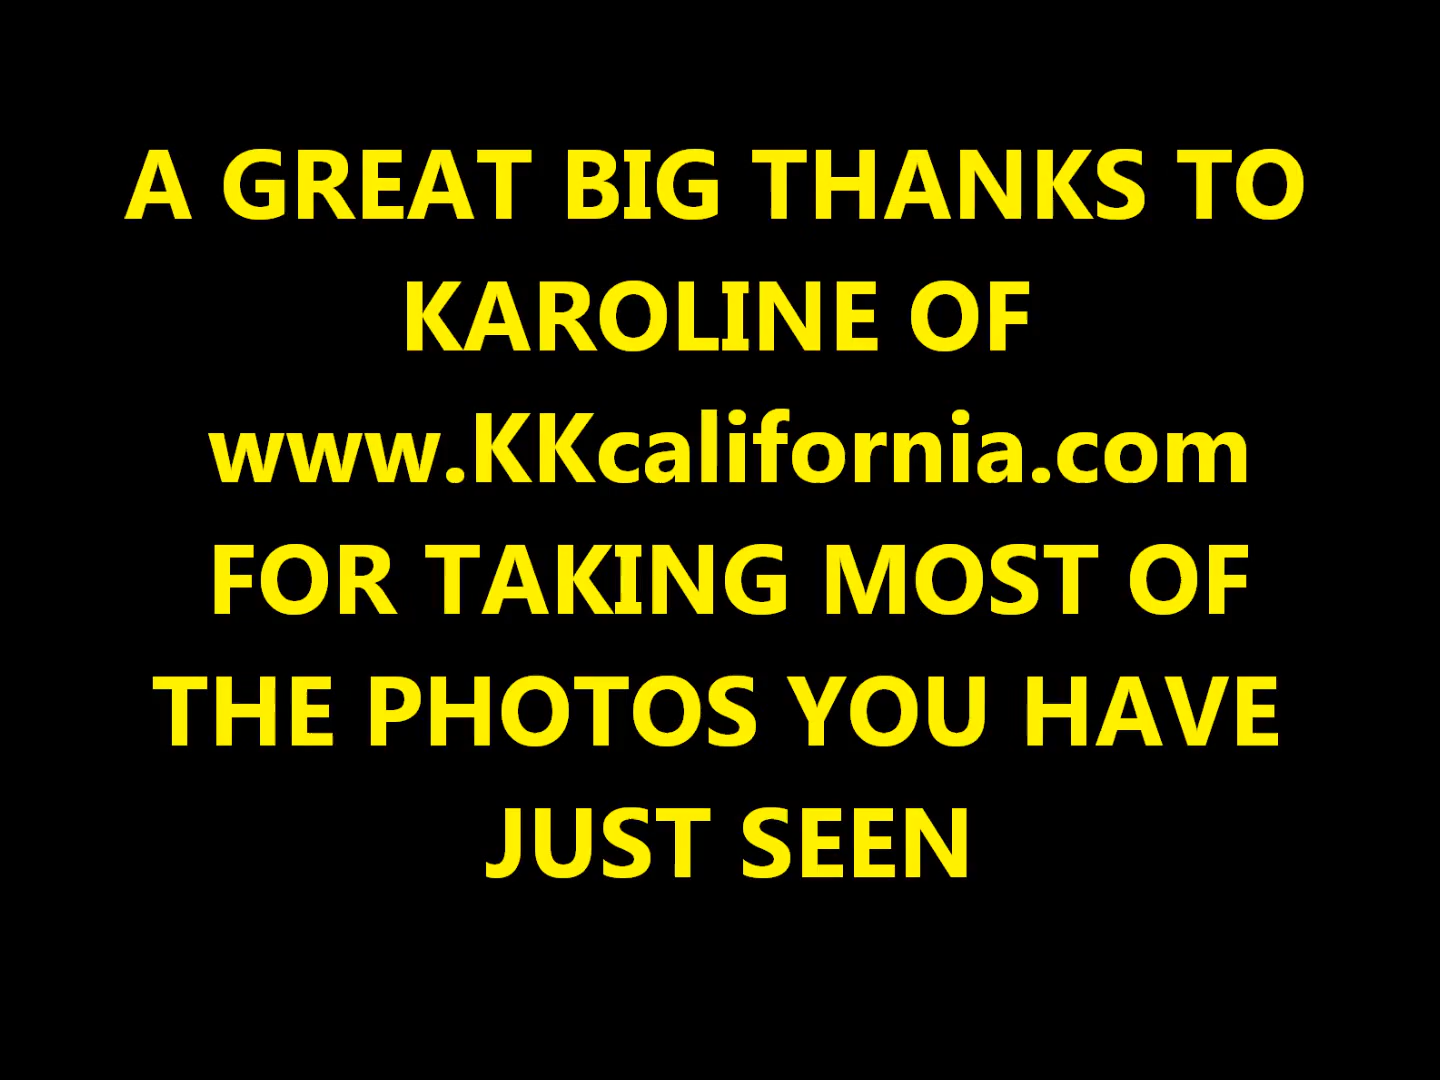 A GREAT BIG THANKS TO
KAROLINE OF
www.KKcalifornia.com
FOR TAKING MOST OF
THE PHOTOS YOU HAVE
JUST SEEN